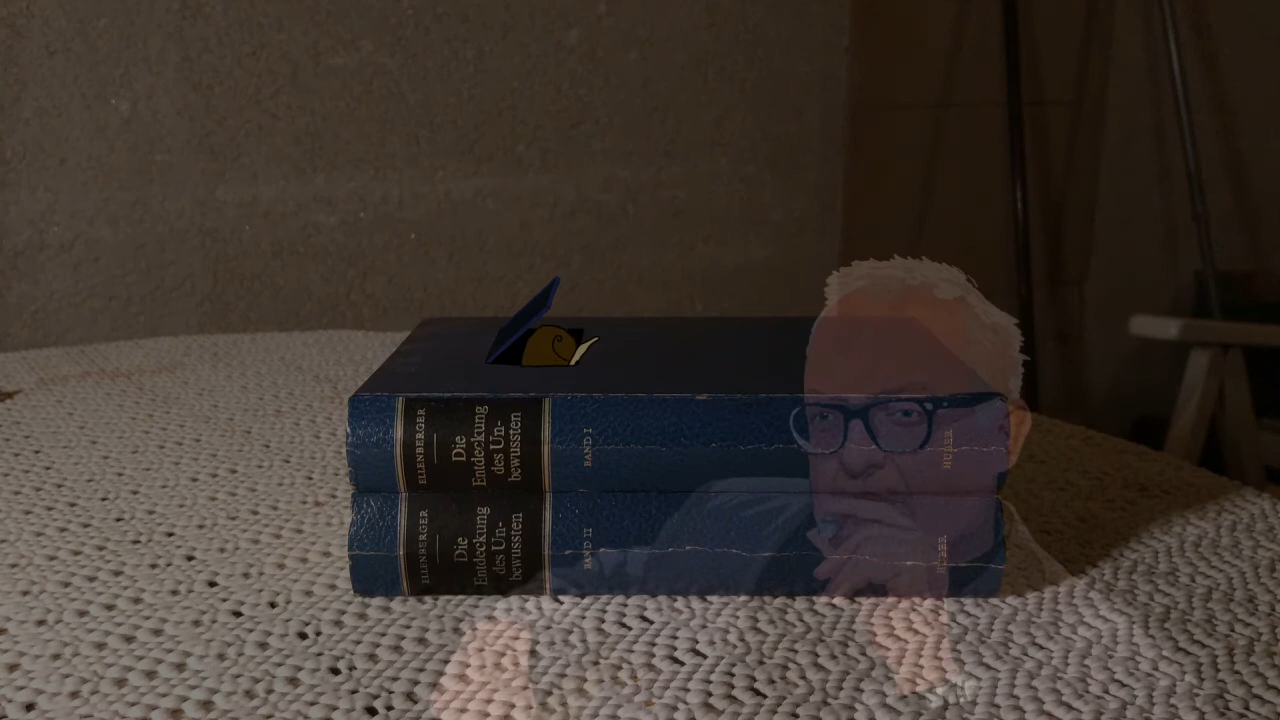 ELLENBERGER
Die
Entdeckung
des Un-
bewussten
BAND I
HUBER
ELLENBERGER
Die
Entdeckung
des Un-
bewussten
BAND II
HUBER